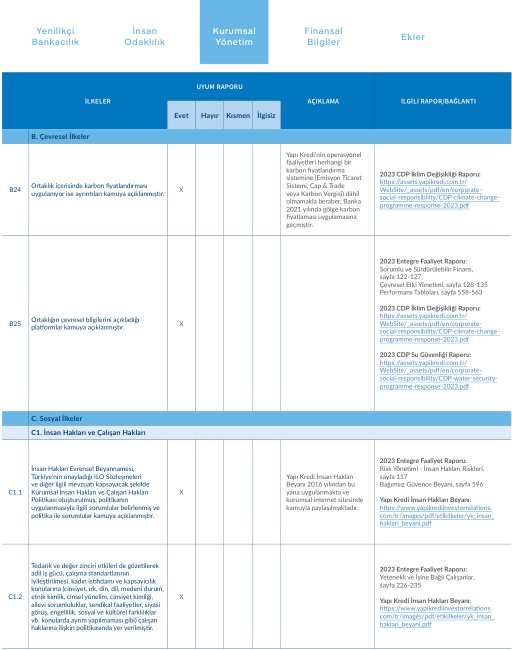 Yenilikçi
Bankacılık
İnsan
Odaklılık
Kurumsal
Yönetim
Finansal
Bilgiler
Ekler
İLKELER
UYUM RAPORU
AÇIKLAMA
İLGİLİ RAPOR/BAĞLANTI
Evet
Hayır
Kısmen
İlgisiz
B. Çevresel İlkeler
B24
Ortaklık içerisinde karbon fiyatlandırması
uygulanıyor ise ayrıntıları kamuya açıklanmıştır.
X
Yapı Kredi'nin operasyonel
faaliyetleri herhangi bir
karbon fiyatlandırma
sistemine (Emisyon Ticaret
Sistemi, Cap & Trade
veya Karbon Vergisi) dâhil
olmamakla beraber, Banka
2021 yılında gölge karbon
fiyatlaması uygulamasına
geçmiştir.
2023 CDP İklim Değişikliği Raporu:
https://assets.yapikredi.com.tr/
WebSite/_assets/pdf/en/corporate-
social-responsibility/CDP-climate-change-
programme-response-2023.pdf
B25
Ortaklığın çevresel bilgilerini açıkladığı
platformlar kamuya açıklanmıştır.
X
2023 Entegre Faaliyet Raporu:
Sorumlu ve Sürdürülebilir Finans,
sayfa 122-127
Çevresel Etki Yönetimi, sayfa 128-135
Performans Tabloları, sayfa 558-563
2023 CDP İklim Değişikliği Raporu:
https://assets.yapikredi.com.tr/
WebSite/_assets/pdf/en/corporate-
social-responsibility/CDP-climate-change-
programme-response-2023.pdf
2023 CDP Su Güvenliği Raporu:
https://assets.yapikredi.com.tr/
WebSite/_assets/pdf/en/corporate-
social-responsibility/CDP-water-security-
programme-response-2023.pdf
C. Sosyal İlkeler
C1. İnsan Hakları ve Çalışan Hakları
C1.1
İnsan Hakları Evrensel Beyannamesi,
Türkiye'nin onayladığı ILO Sözleşmeleri
ve diğer ilgili mevzuatı kapsayacak şekilde
Kurumsal İnsan Hakları ve Çalışan Hakları
Politikası oluşturulmuş, politikanın
uygulanmasıyla ilgili sorumlular belirlenmiş ve
politika ile sorumlular kamuya açıklanmıştır.
X
Yapı Kredi İnsan Hakları
Beyanı 2016 yılından bu
yana uygulanmakta ve
kurumsal internet sitesinde
kamuyla paylaşılmaktadır.
2023 Entegre Faaliyet Raporu:
Risk Yönetimi - İnsan Hakları Riskleri,
sayfa 117
Bağımsız Güvence Beyanı, sayfa 596
Yapı Kredi İnsan Hakları Beyanı:
https://www.yapikrediinvestorrelations.
com/tr/images/pdf/etikilkeler/yk_insan_
haklari_beyani.pdf
C1.2
Tedarik ve değer zinciri etkileri de gözetilerek
adil iş gücü, çalışma standartlarının
iyileştirilmesi, kadın istihdamı ve kapsayıcılık
konularına (cinsiyet, ırk, din, dil, medeni durum,
etnik kimlik, cinsel yönelim, cinsiyet kimliği,
ailevi sorumluluklar, sendikal faaliyetler, siyasi
görüş, engellilik, sosyal ve kültürel farklılıklar
vb. konularda ayrım yapılmaması gibi) çalışan
haklarına ilişkin politikasında yer verilmiştir.
X
2023 Entegre Faaliyet Raporu:
Yetenekli ve İşine Bağlı Çalışanlar,
sayfa 226-235
Yapı Kredi İnsan Hakları Beyanı:
https://www.yapikrediinvestorrelations.
com/tr/images/pdf/etikilkeler/yk_insan_
haklari_beyani.pdf